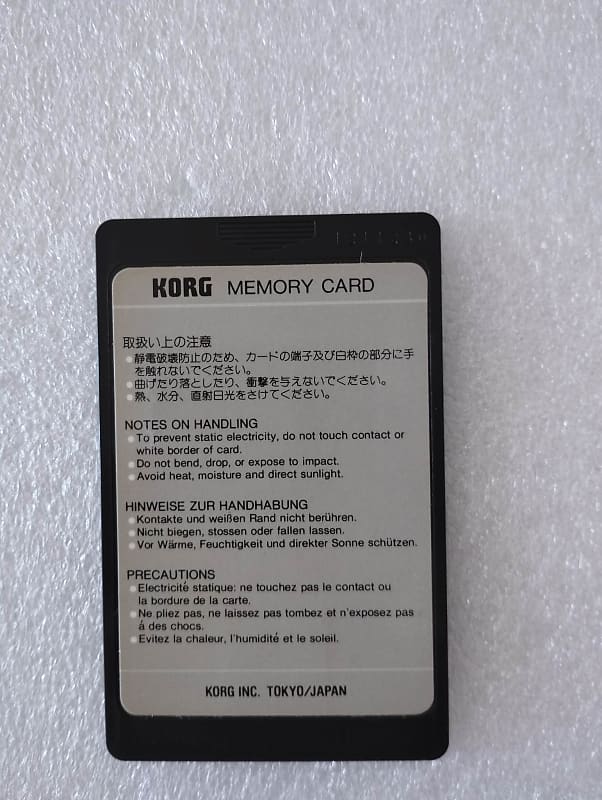 KORG MEMORY CARD
取扱い上の注意
●静電破壊防止のため、カードの端子及び白枠の部分に手
を触れないでください。
●曲げたり落としたり、衝撃を与えないでください。
●熱、水分、直射日光をさけてください。
NOTES ON HANDLING
●To prevent static electricity, do not touch contact or
white border of card.
●Do not bend, drop, or expose to impact.
●Avoid heat, moisture and direct sunlight.
HINWEISE ZUR HANDHABUNG
●Kontakte und weißen Rand nicht berühren.
●Nicht biegen, stossen oder fallen lassen.
●Vor Wärme, Feuchtigkeit und direkter Sonne schützen.
PRECAUTIONS
●Electricité statique: ne touchez pas le contact ou
la bordure de la carte.
●Ne pliez pas, ne laissez pas tombez et n'exposez pas
á des chocs.
●Evitez la chaleur, l'humidité et le soleil.
KORG INC. TOKYO/JAPAN